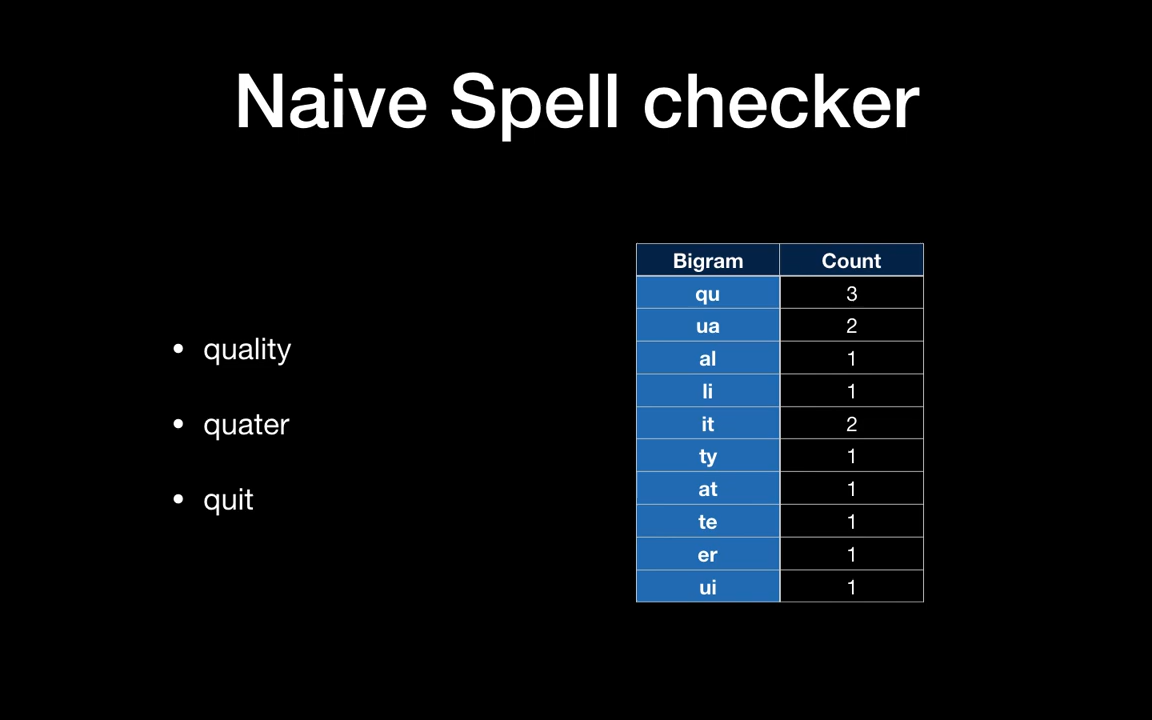 Naive Spell checker
• quality
• quater
• quit
Bigram Count
qu 3
ua 2
al 1
li 1
it 2
ty 1
at 1
te 1
er 1
ui 1